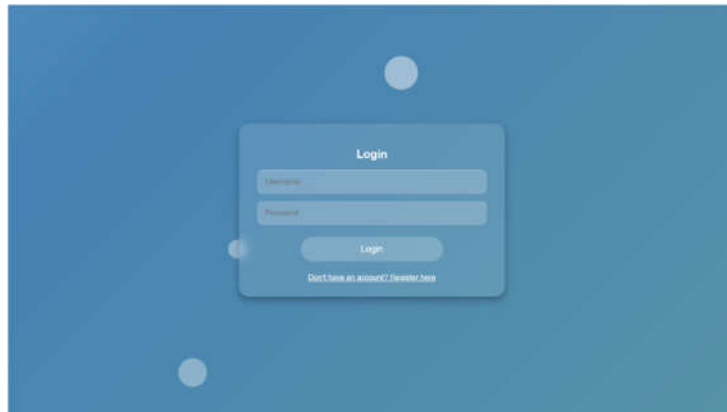 Login
Username
Password
Login
Don't have an account? Register here